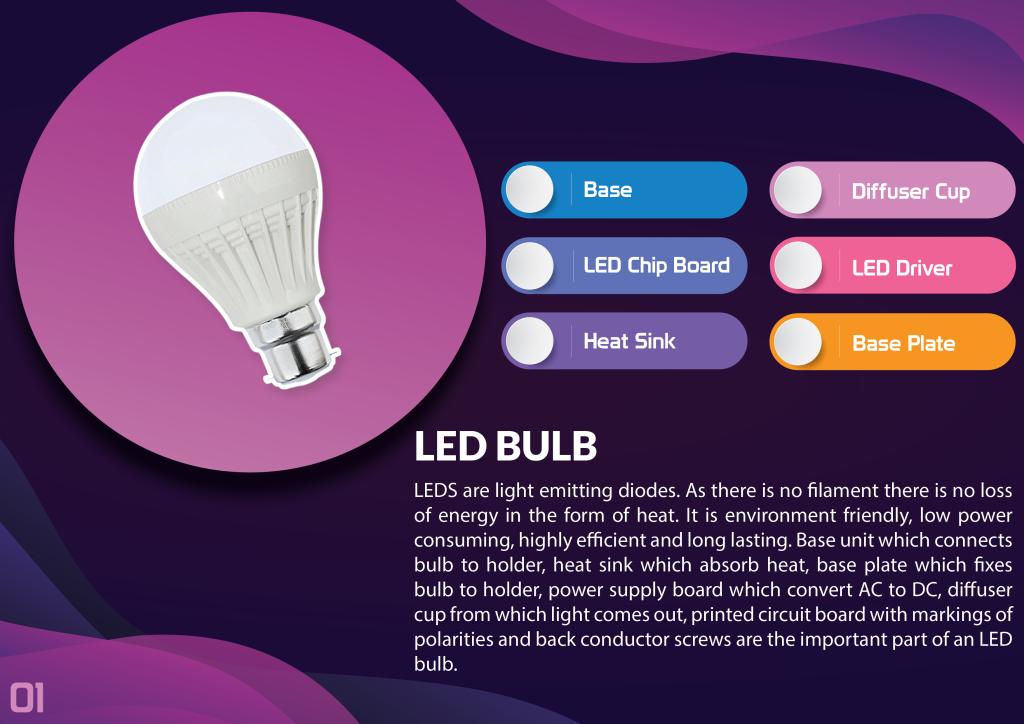 Base
Diffuser Cup
LED Chip Board
LED Driver
Heat Sink
Base Plate
LED BULB
LEDS are light emitting diodes. As there is no filament there is no loss
of energy in the form of heat. It is environment friendly, low power
consuming, highly efficient and long lasting. Base unit which connects
bulb to holder, heat sink which absorb heat, base plate which fixes
bulb to holder, power supply board which convert AC to DC, diffuser
cup from which light comes out, printed circuit board with markings of
polarities and back conductor screws are the important part of an LED
bulb.
01